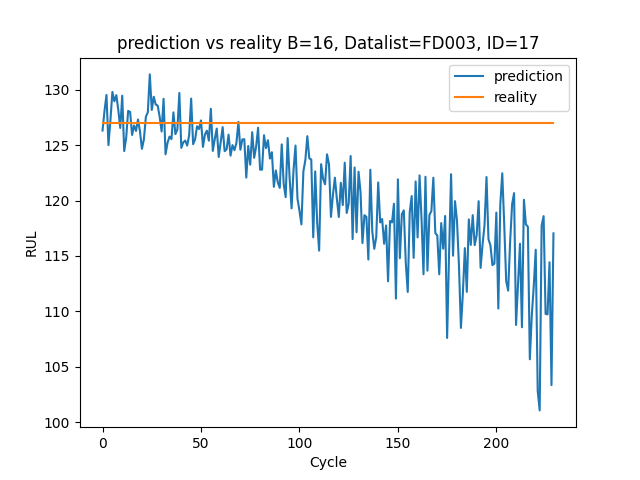 prediction vs reality B=16, Datalist=FD003, ID=17
prediction
reality
130
125
120
115
110
105
100
RUL
0
50
100
150
200
Cycle